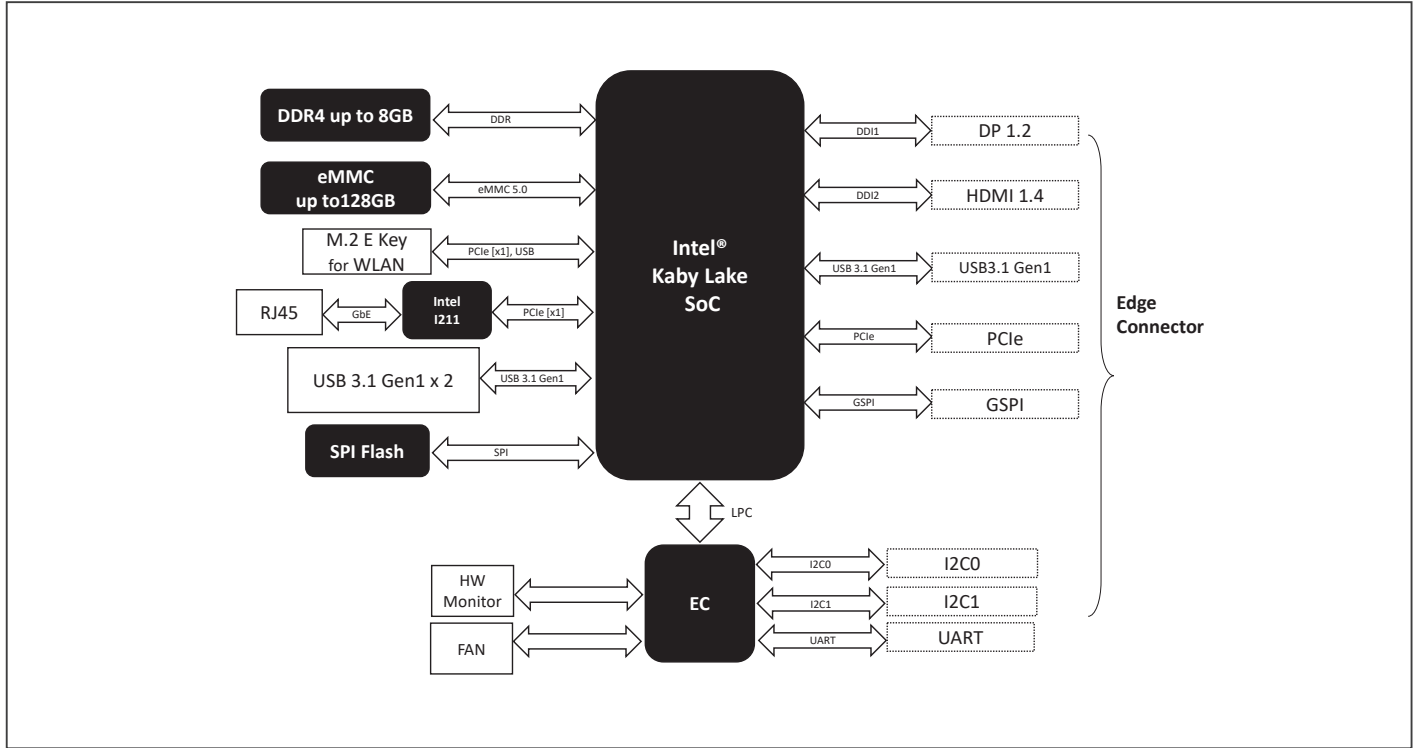 DDR4 up to 8GB
DDR
eMMC
up to128GB
eMMC 5.0
M.2 E Key
for WLAN
PCIe [x1], USB
RJ45
GbE
Intel
I211
PCIe [x1]
USB 3.1 Gen1 x 2
USB 3.1 Gen1
SPI Flash
SPI
Intel®
Kaby Lake
SoC
DDI1
DP 1.2
DDI2
HDMI 1.4
USB 3.1 Gen1
USB3.1 Gen1
PCIe
PCIe
GSPI
GSPI
Edge
Connector
LPC
HW
Monitor
FAN
EC
I2C0
I2C0
I2C1
I2C1
UART
UART